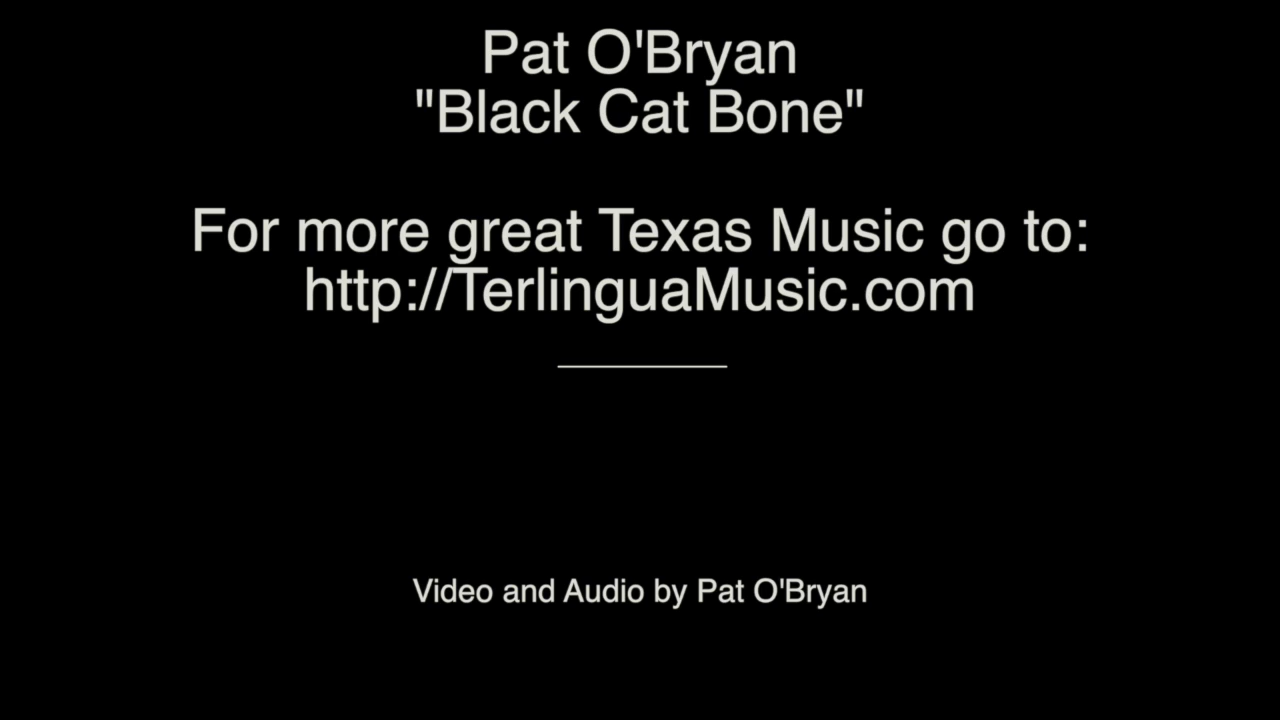 Pat O'Bryan
"Black Cat Bone"
For more great Texas Music go to:
http://TerlinguaMusic.com
Video and Audio by Pat O'Bryan